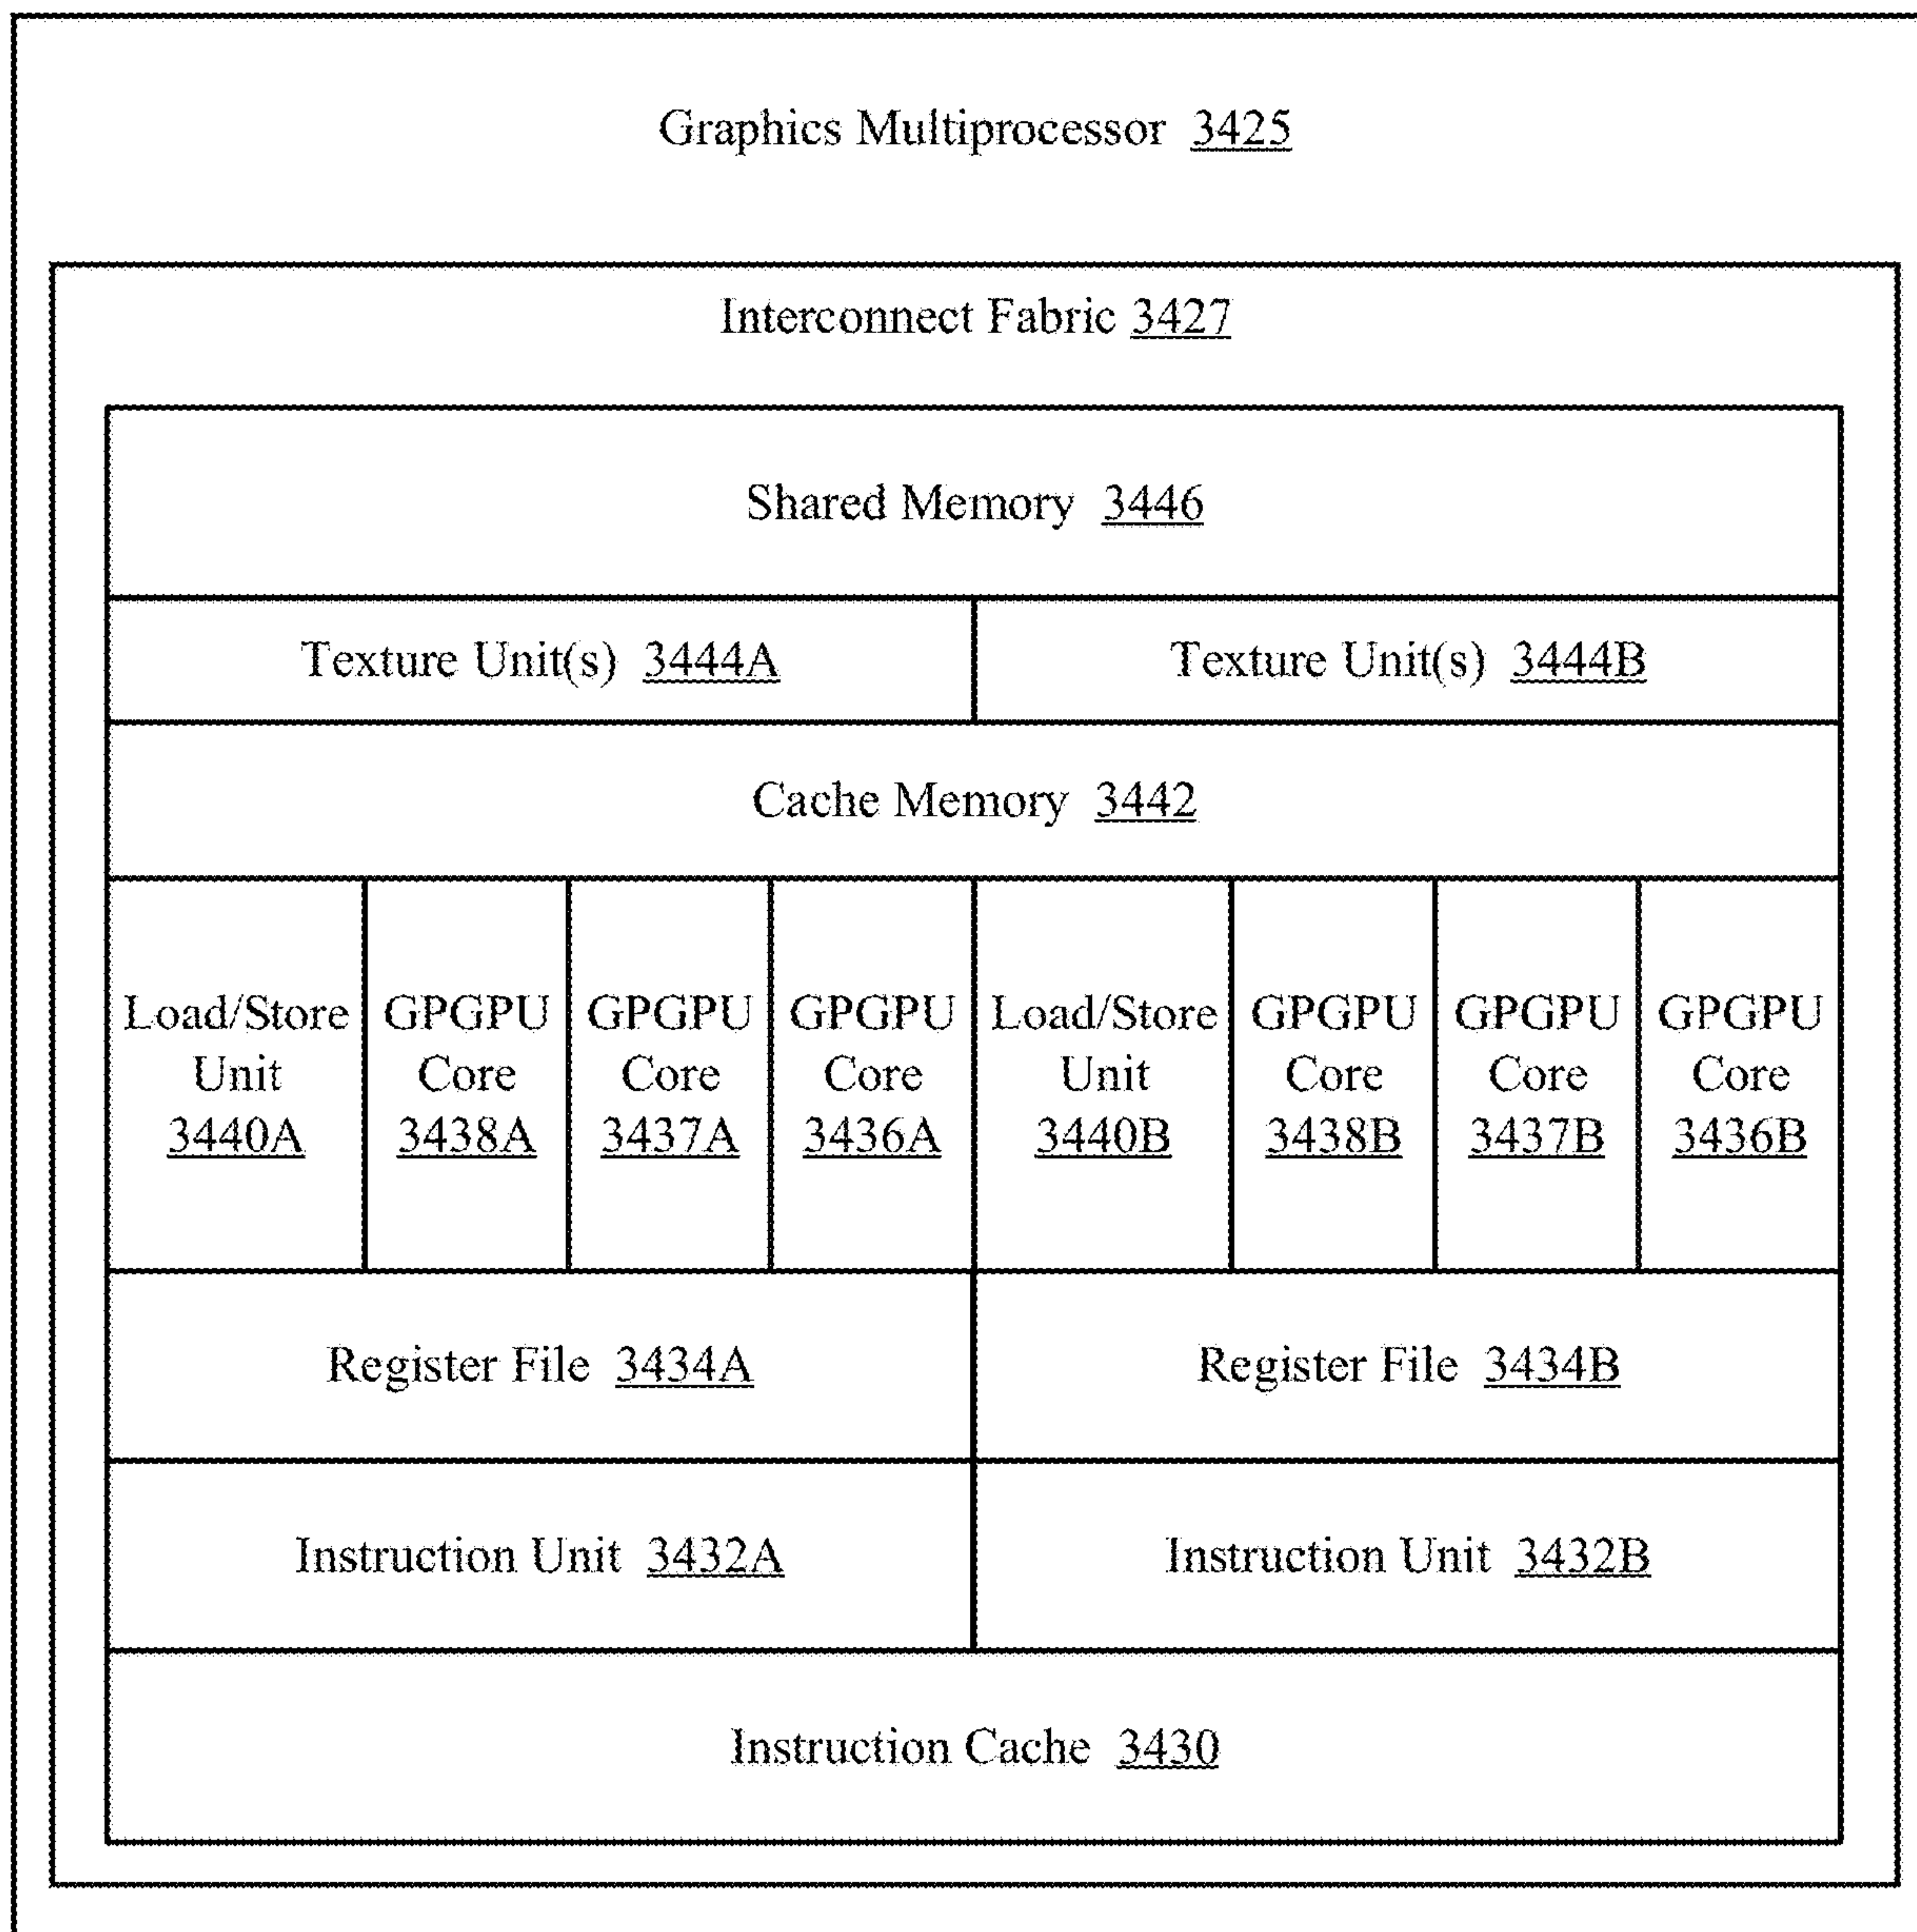 Graphics Multiprocessor 3425
Interconnect Fabric 3427
Shared Memory 3446
Texture Unit(s) 3444A
Texture Unit(s) 3444B
Cache Memory 3442
Load/Store
Unit
3440A
GPGPU
Core
3438A
GPGPU
Core
3437A
GPGPU
Core
3436A
Load/Store
Unit
3440B
GPGPU
Core
3438B
GPGPU
Core
3437B
GPGPU
Core
3436B
Register File 3434A
Register File 3434B
Instruction Unit 3432A
Instruction Unit 3432B
Instruction Cache 3430